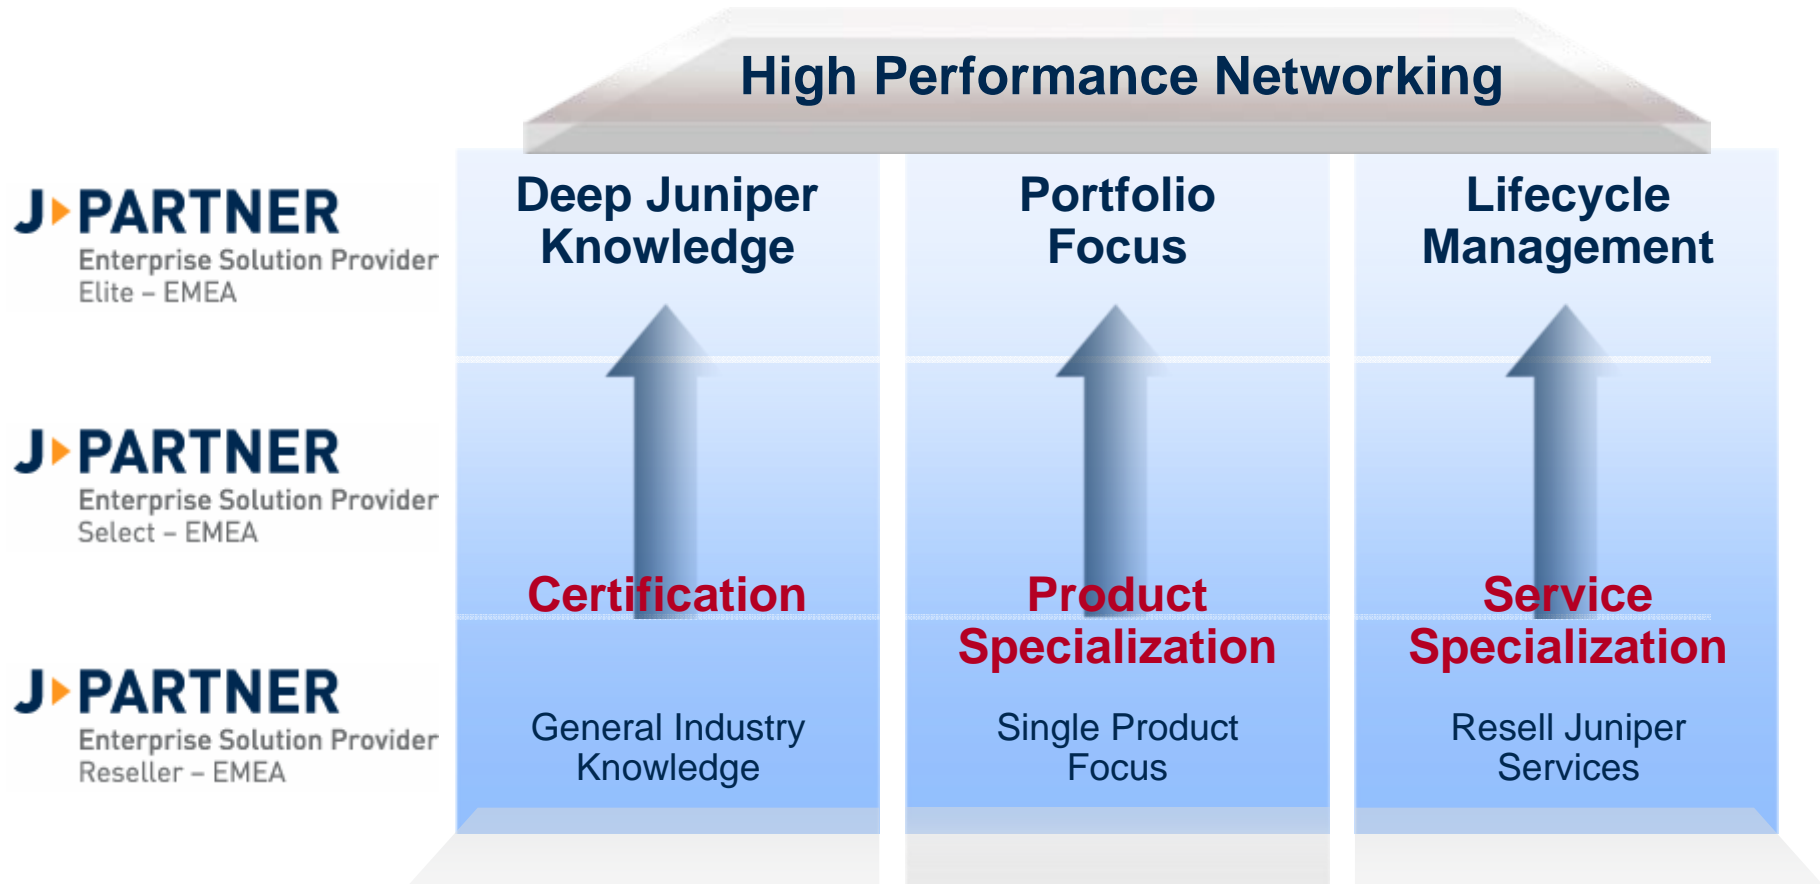 High Performance Networking
J PARTNER
Enterprise Solution Provider
Elite – EMEA
Deep Juniper
Knowledge
Portfolio
Focus
Lifecycle
Management
J PARTNER
Enterprise Solution Provider
Select – EMEA
Certification
Product
Specialization
Service
Specialization
J PARTNER
Enterprise Solution Provider
Reseller – EMEA
General Industry
Knowledge
Single Product
Focus
Resell Juniper
Services